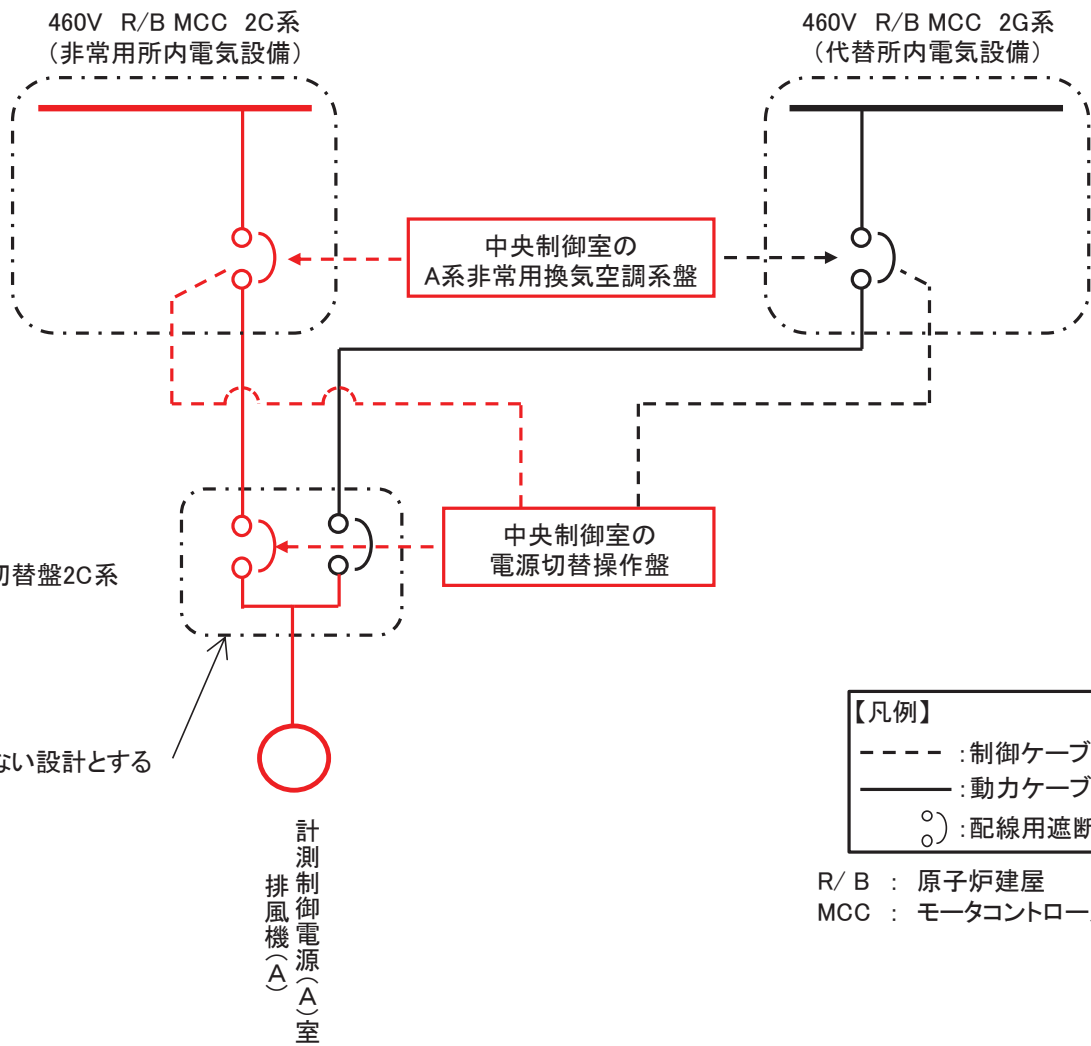 460V R/B MCC 2C系
（非常用所内電気設備）
460V R/B MCC 2G系
（代替所内電気設備）
中央制御室の
A系非常用換気空調系盤
中央制御室の
電源切替操作盤
切替盤2C系
ない設計とする
計測制御電源（A）室
排風機（A）
【凡例】
：制御ケーブ
：動力ケーブ
：配線用遮断
R/B ： 原子炉建屋
MCC ： モータコントロー